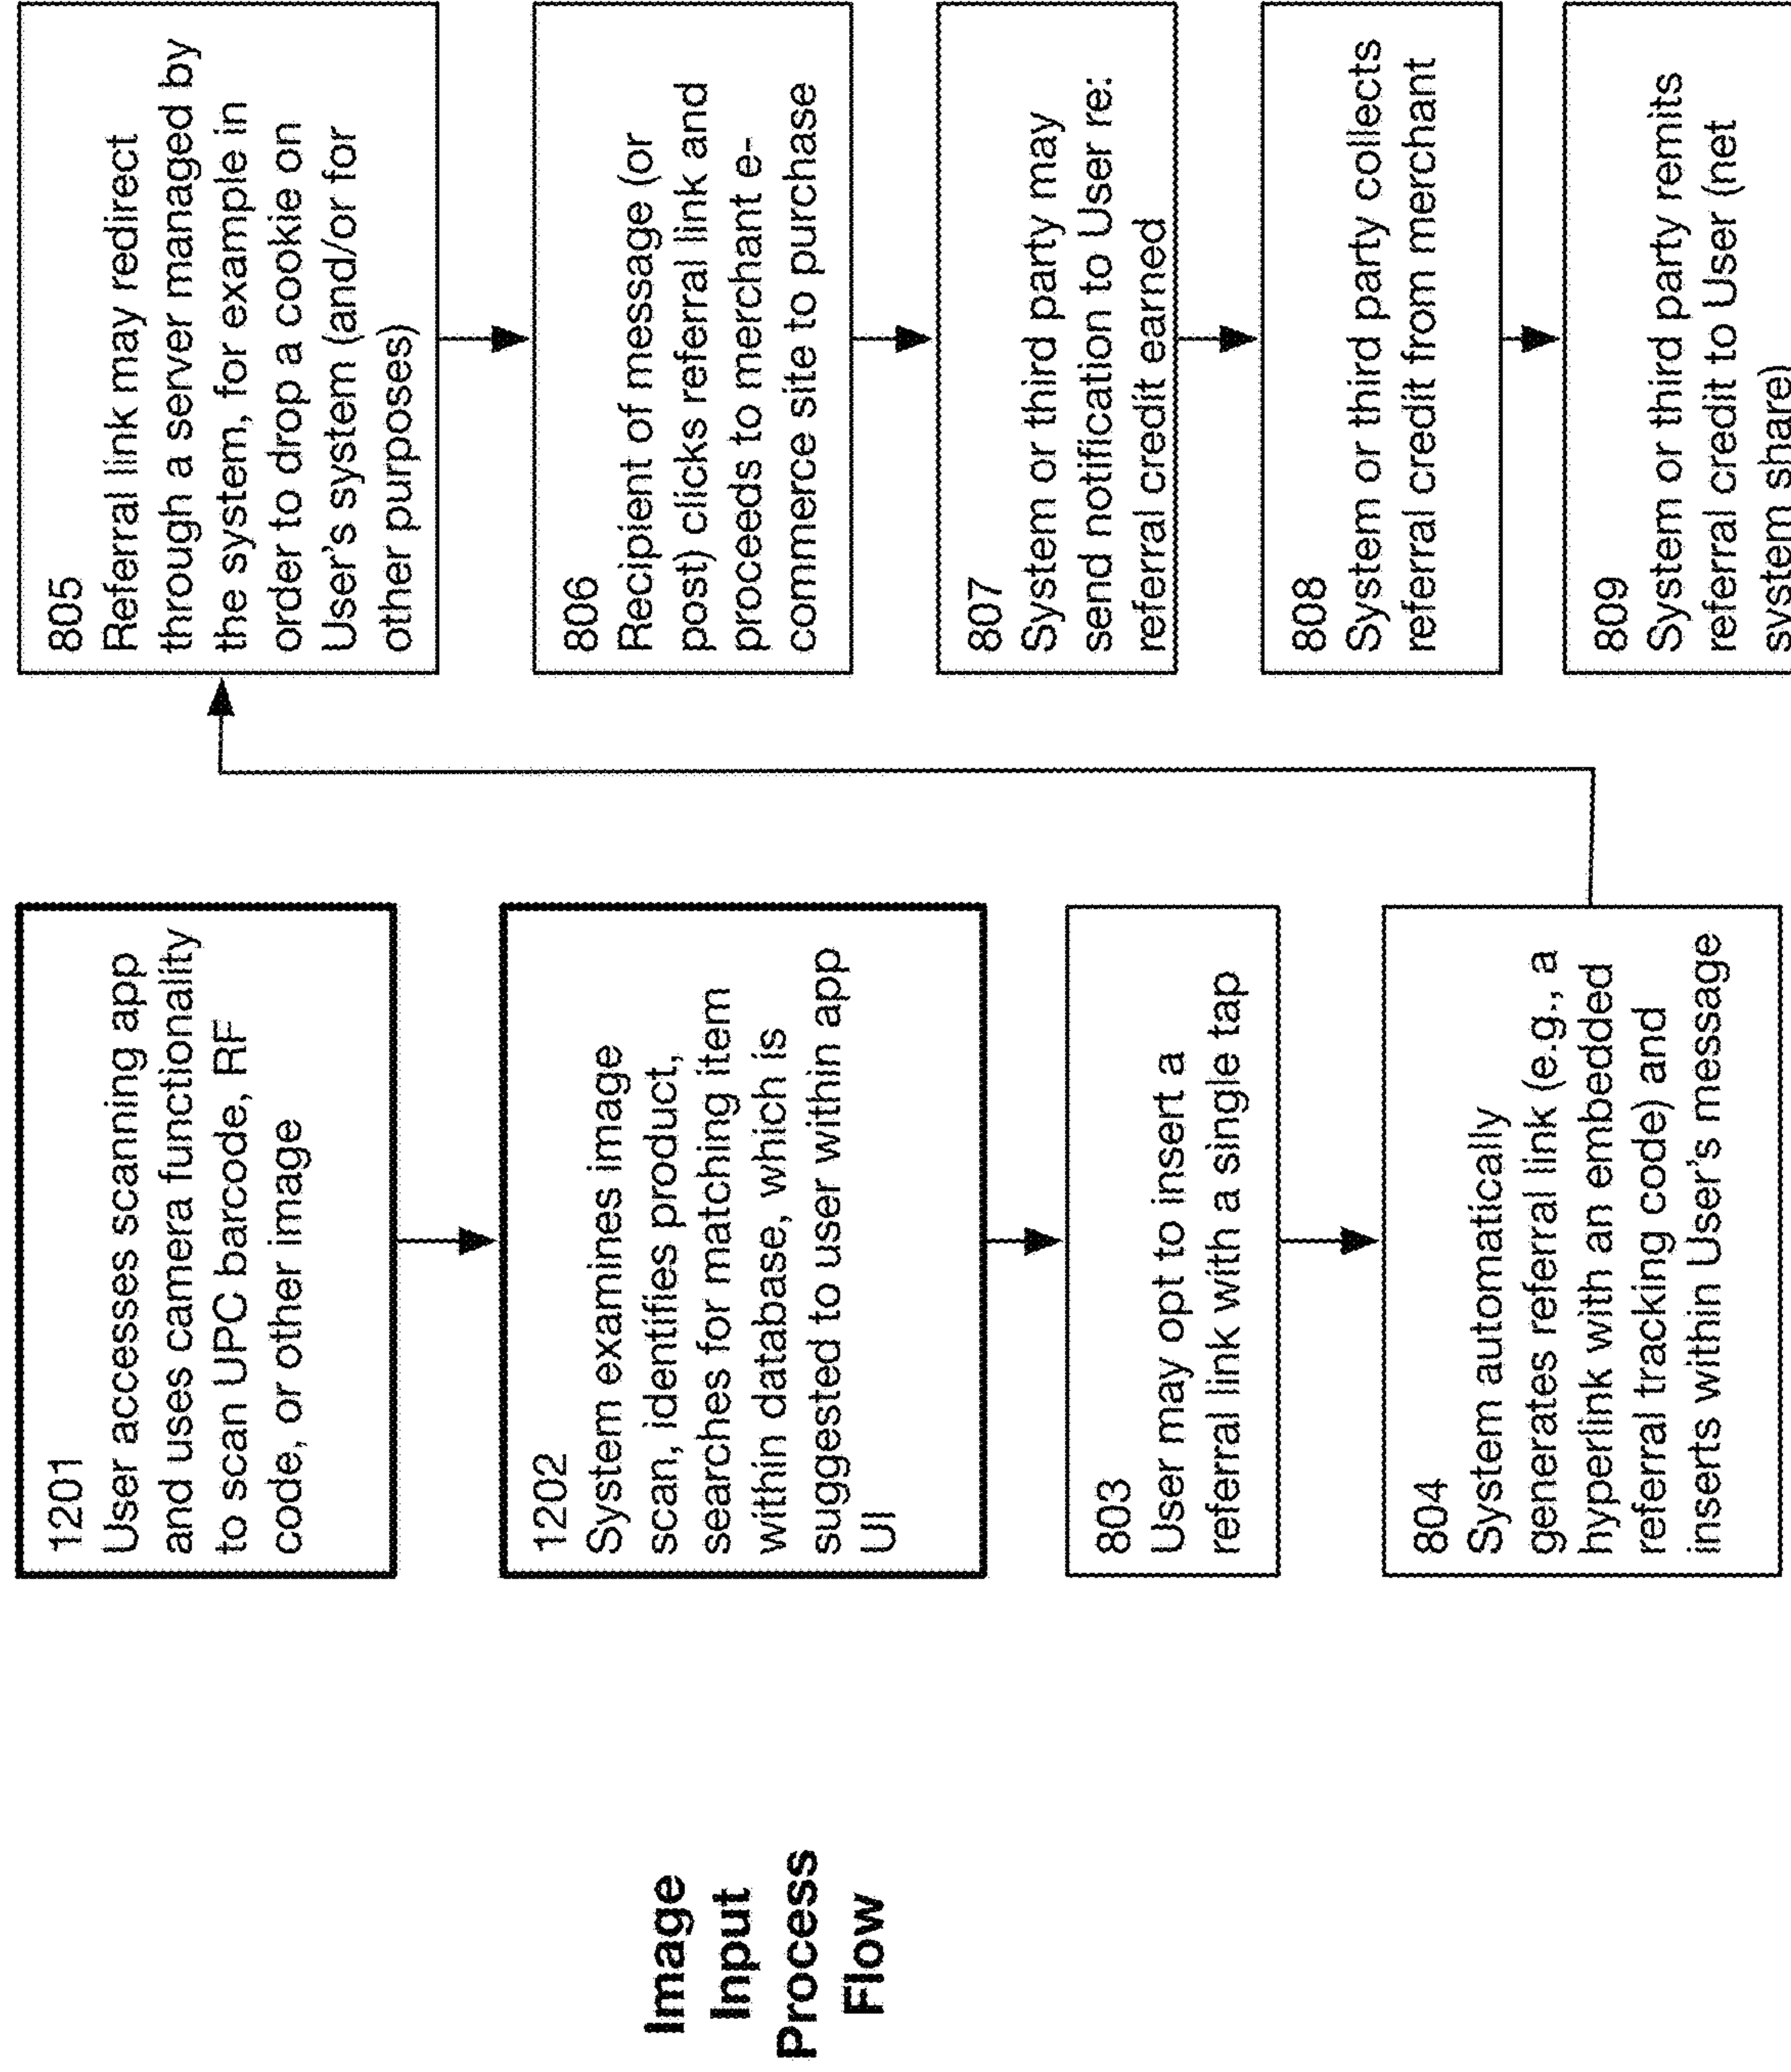 Image
Input
Process
Flow
1201
User accesses scanning app
and uses camera functionality
to scan UPC barcode, RF
code, or other image
1202
System examines image
scan, identifies product,
searches for matching item
within database, which is
suggested to user within app
UI
803
User may opt to insert a
referral link with a single tap
804
System automatically
generates referral link (e.g., a
hyperlink with an embedded
referral tracking code) and
inserts within User's message
805
Referral link may redirect
through a server managed by
the system, for example in
order to drop a cookie on
User's system (and/or for
other purposes)
806
Recipient of message (or
post) clicks referral link and
proceeds to merchant e-
commerce site to purchase
807
System or third party may
send notification to User re:
referral credit earned
808
System or third party collects
referral credit from merchant
809
System or third party remits
referral credit to User (net
system share)